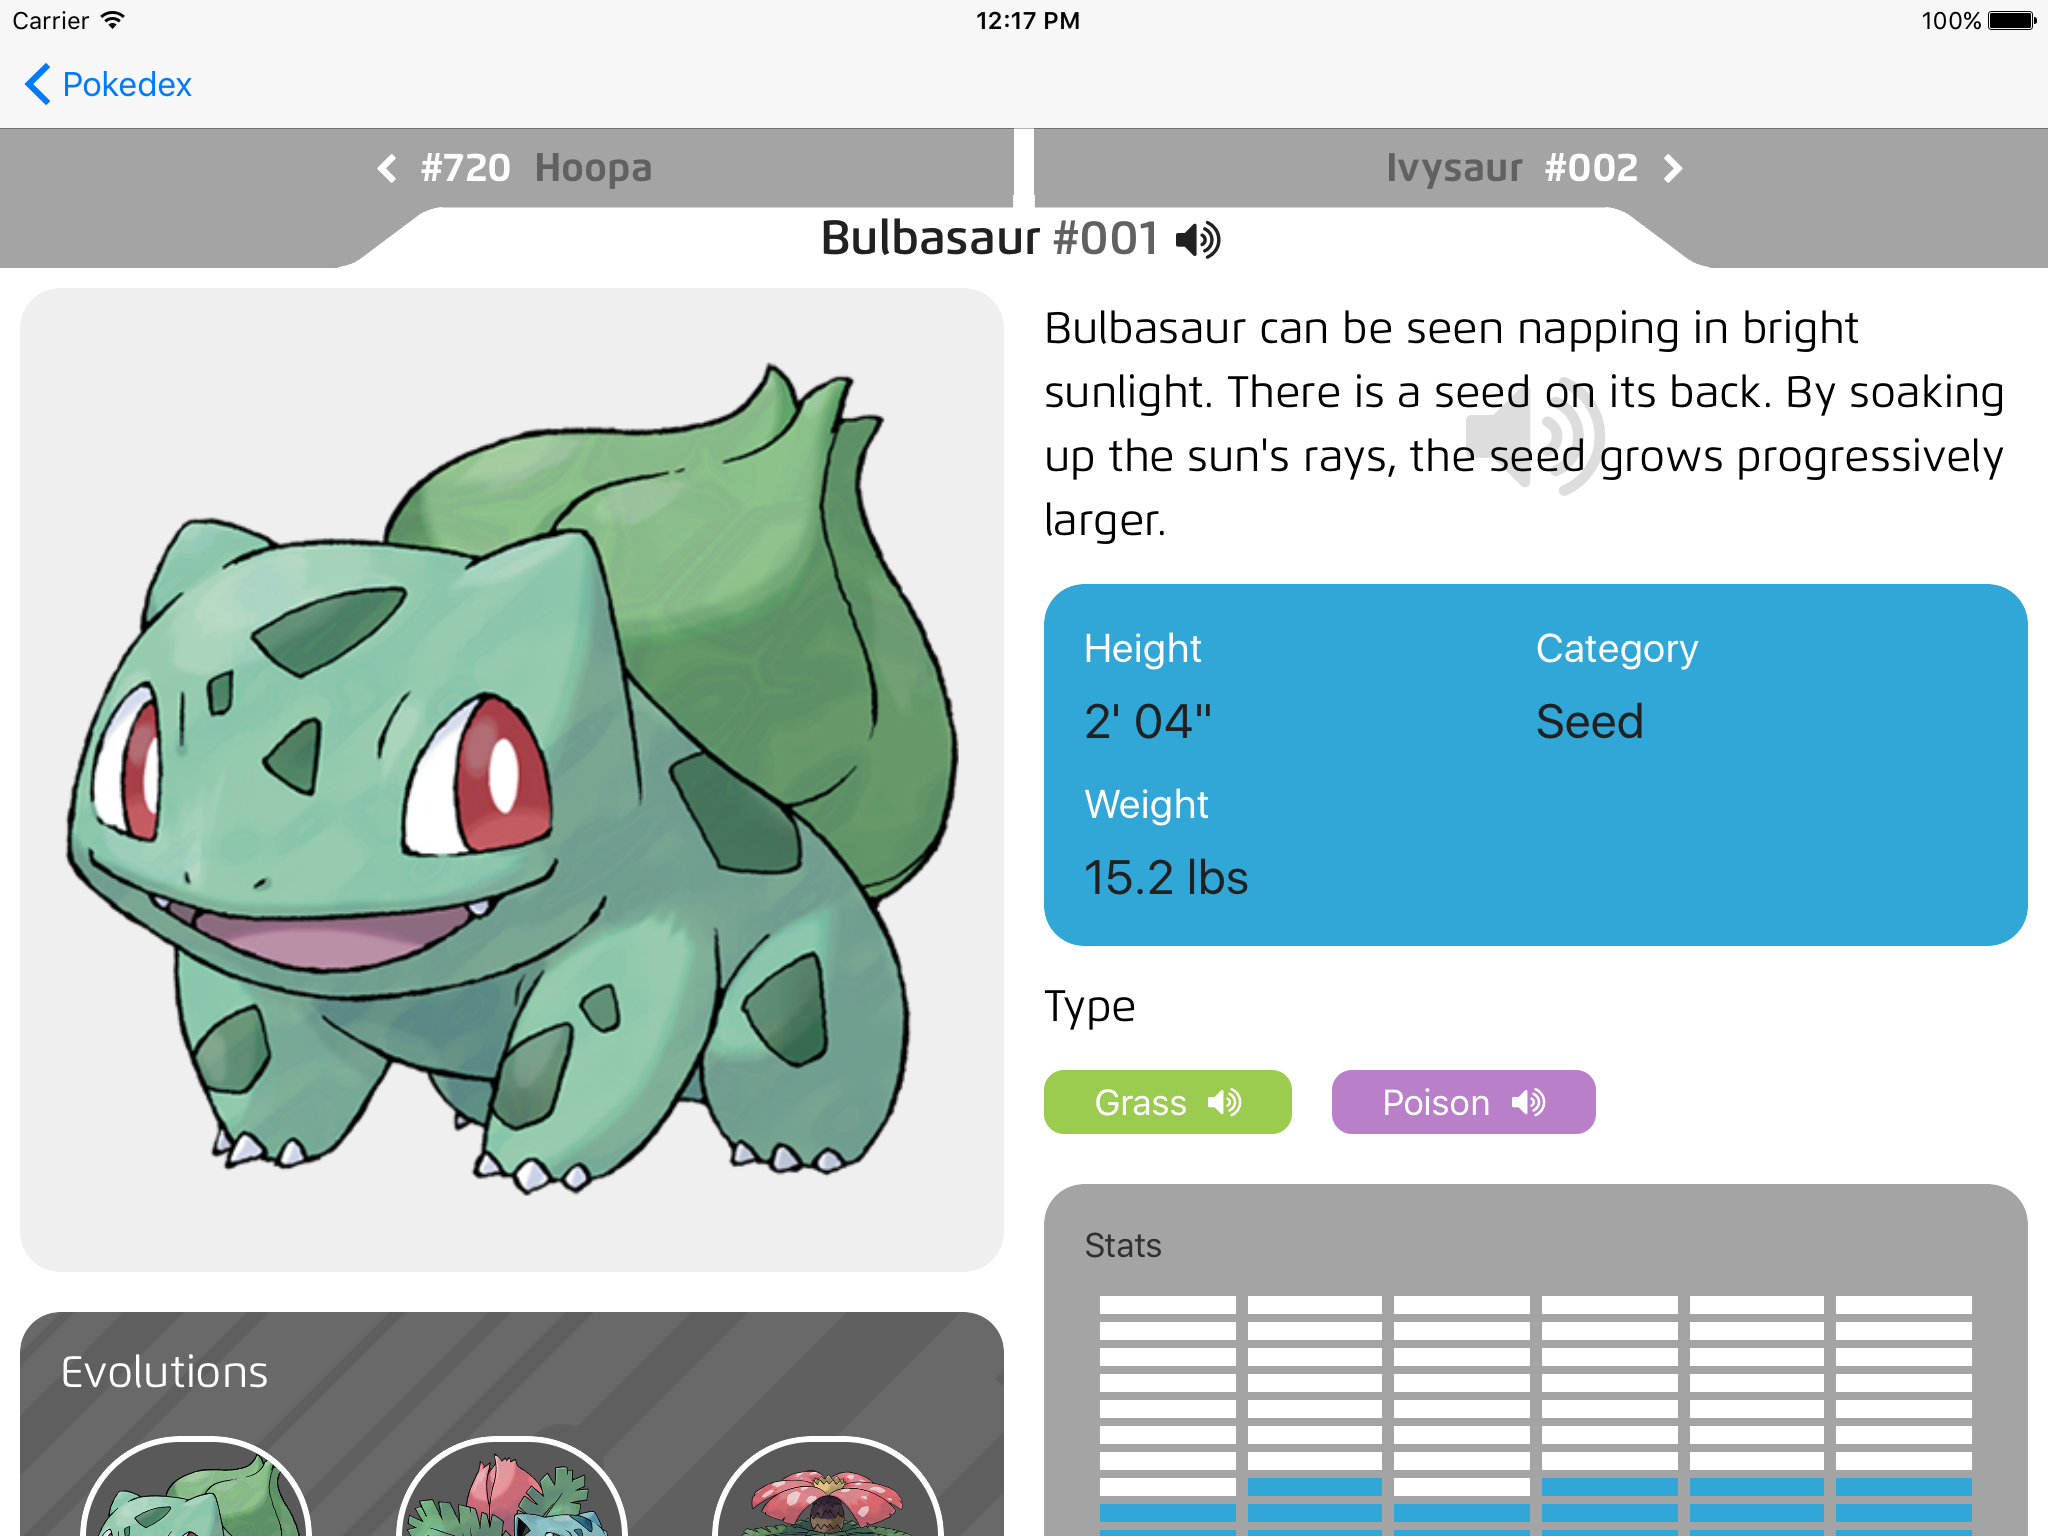 Carrier 12:17 PM 100%
Pokedex
#720 Hoopa
Ivysaur #002
Bulbasaur #001
Bulbasaur can be seen napping in bright
sunlight. There is a seed on its back. By soaking
up the sun's rays, the seed grows progressively
larger.
Height
2' 04"
Category
Seed
Weight
15.2 lbs
Type
Grass
Poison
Stats
Evolutions